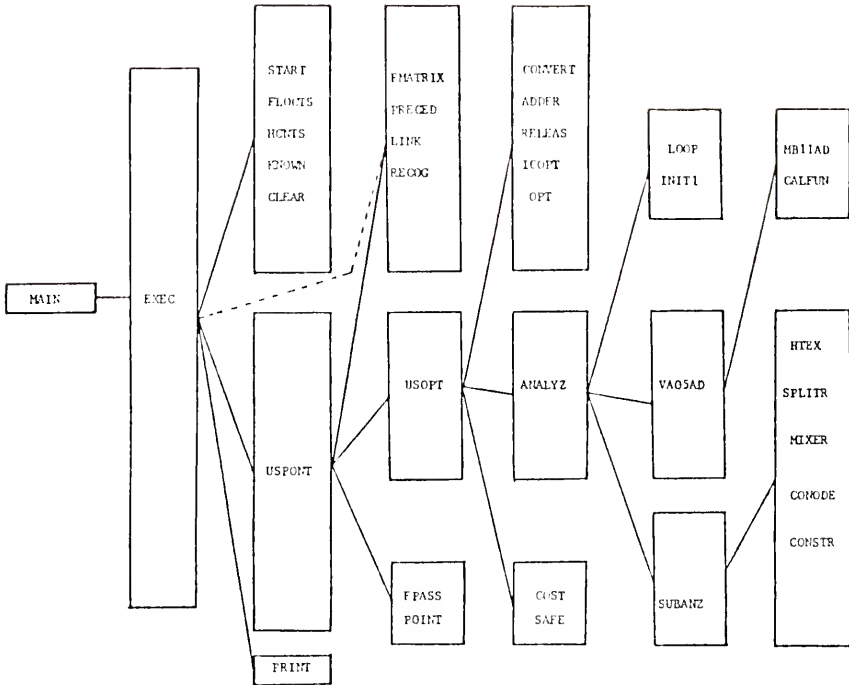 MAIN
EXEC
START
FLOCTS
HCNTS
KNOWN
CLEAR
USPONT
PRINT
FMATRIX
PRECED
LINK
RECOG
USOPT
FPASS
POINT
CONVERT
ADDER
RELEAS
ICOPT
OPT
ANALYZ
COST
SAFE
LOOP
INIT1
VA05AD
SUBANZ
MB11AD
CALFUN
HTEX
SPLITR
MIXER
CONODE
CONSTR